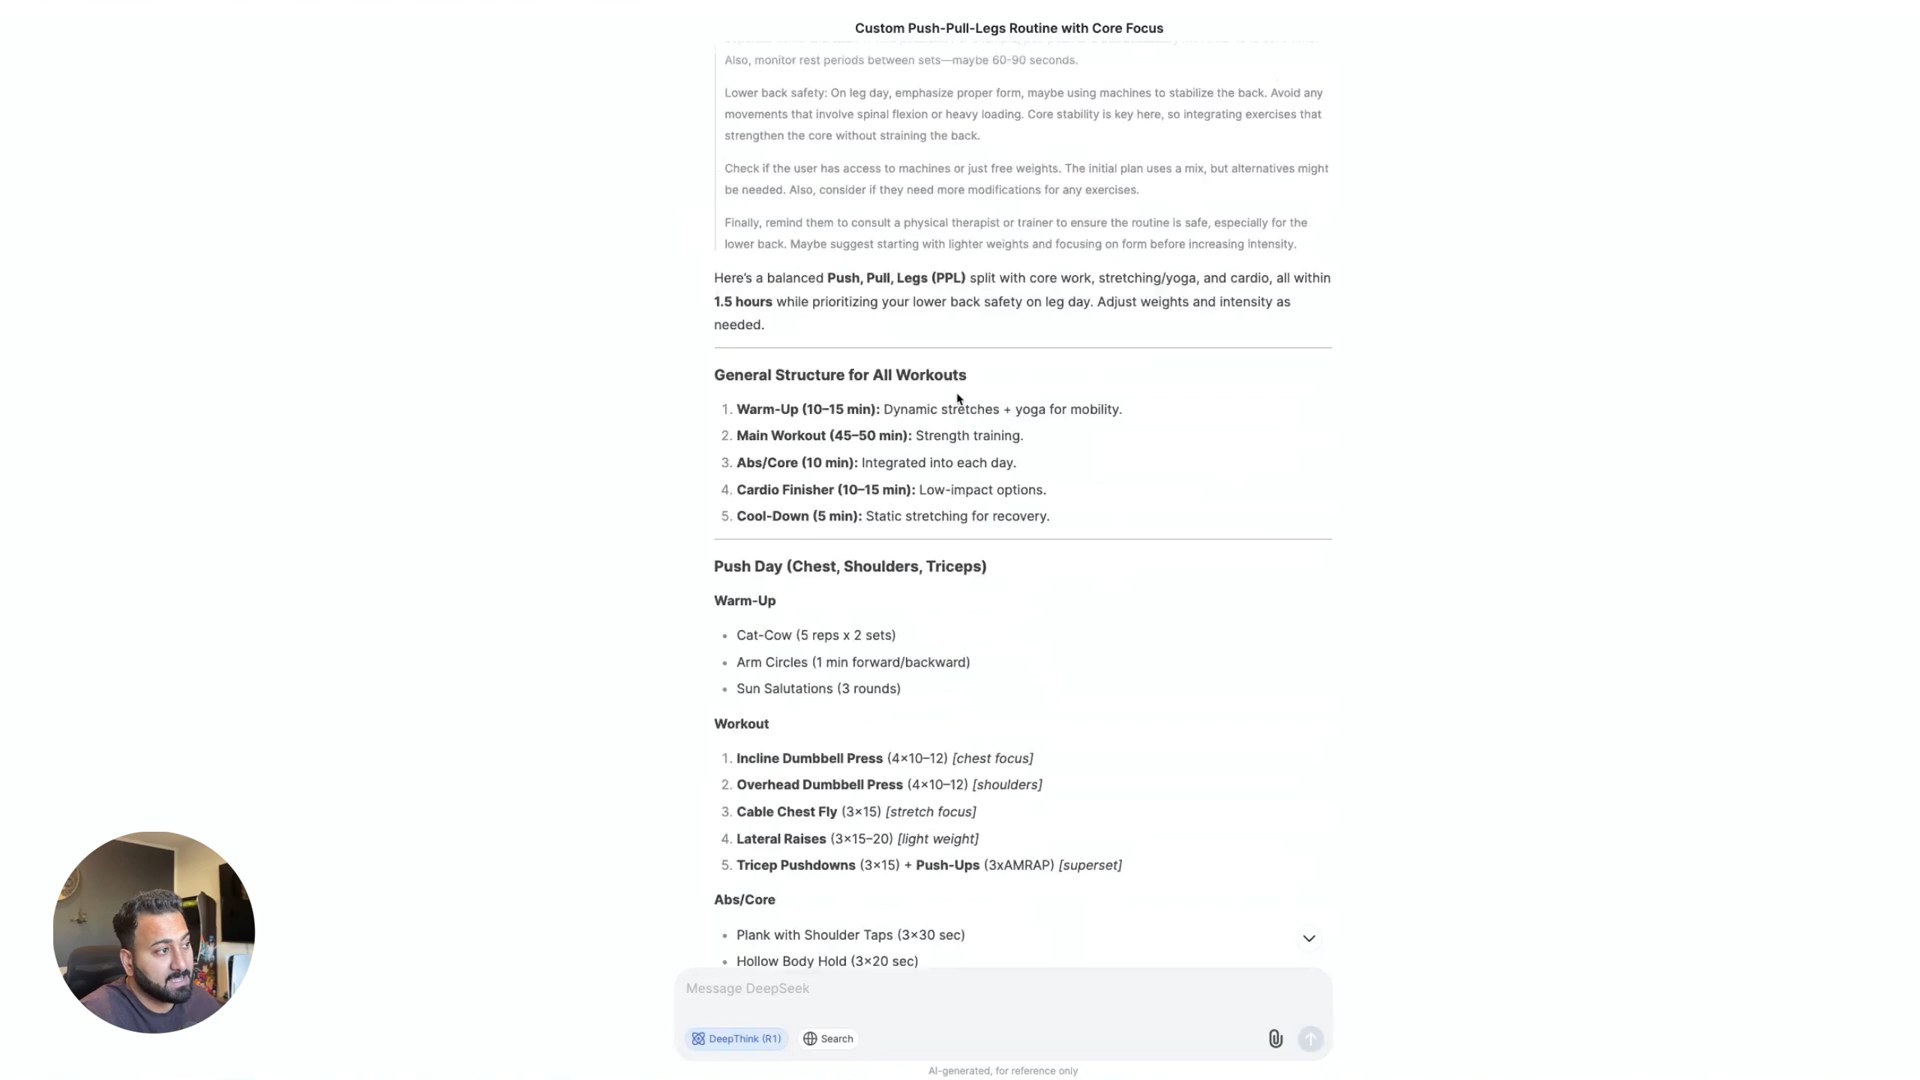 Custom Push-Pull-Legs Routine with Core Focus
Also, monitor rest periods between sets—maybe 60-90 seconds.
Lower back safety: On leg day, emphasize proper form, maybe using machines to stabilize the back. Avoid any
movements that involve spinal flexion or heavy loading. Core stability is key here, so integrating exercises that
strengthen the core without straining the back.
Check if the user has access to machines or just free weights. The initial plan uses a mix, but alternatives might
be needed. Also, consider if they need more modifications for any exercises.
Finally, remind them to consult a physical therapist or trainer to ensure the routine is safe, especially for the
lower back. Maybe suggest starting with lighter weights and focusing on form before increasing intensity.
Here's a balanced Push, Pull, Legs (PPL) split with core work, stretching/yoga, and cardio, all within
1.5 hours while prioritizing your lower back safety on leg day. Adjust weights and intensity as
needed.
General Structure for All Workouts
1. Warm-Up (10–15 min): Dynamic stretches + yoga for mobility.
2. Main Workout (45–50 min): Strength training.
3. Abs/Core (10 min): Integrated into each day.
4. Cardio Finisher (10–15 min): Low-impact options.
5. Cool-Down (5 min): Static stretching for recovery.
Push Day (Chest, Shoulders, Triceps)
Warm-Up
• Cat-Cow (5 reps x 2 sets)
• Arm Circles (1 min forward/backward)
• Sun Salutations (3 rounds)
Workout
1. Incline Dumbbell Press (4×10–12) [chest focus]
2. Overhead Dumbbell Press (4×10–12) [shoulders]
3. Cable Chest Fly (3×15) [stretch focus]
4. Lateral Raises (3×15–20) [light weight]
5. Tricep Pushdowns (3×15) + Push-Ups (3xAMRAP) [superset]
Abs/Core
• Plank with Shoulder Taps (3×30 sec)
• Hollow Body Hold (3×20 sec)
Message DeepSeek
DeepThink (R1)
Search
AI-generated, for reference only